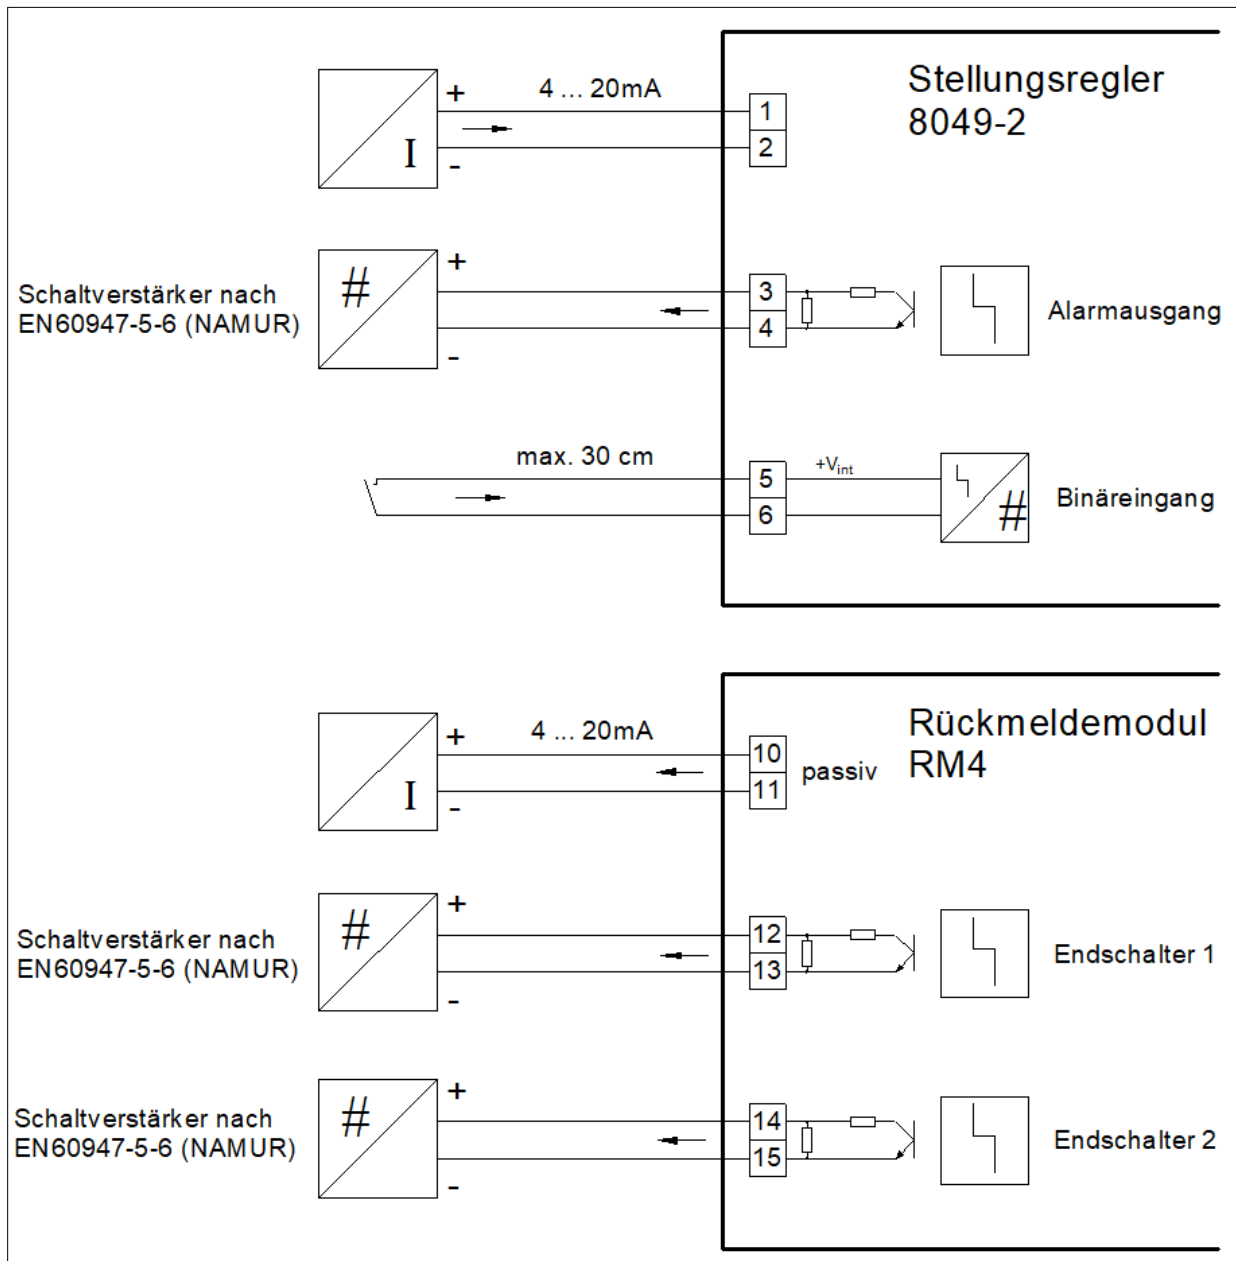 Stellungsregler
8049-2
+
4 ... 20mA
1
I
2
-
Schaltverstärker nach
EN60947-5-6 (NAMUR)
#
+
3
4
-
Alarmausgang
max. 30 cm
5
+Vint
6
#
Binäreingang
Rückmeldemodul
RM4
+
4 ... 20mA
10
passiv
I
11
-
Schaltverstärker nach
EN60947-5-6 (NAMUR)
#
+
12
13
-
Endschalter 1
Schaltverstärker nach
EN60947-5-6 (NAMUR)
#
+
14
15
-
Endschalter 2